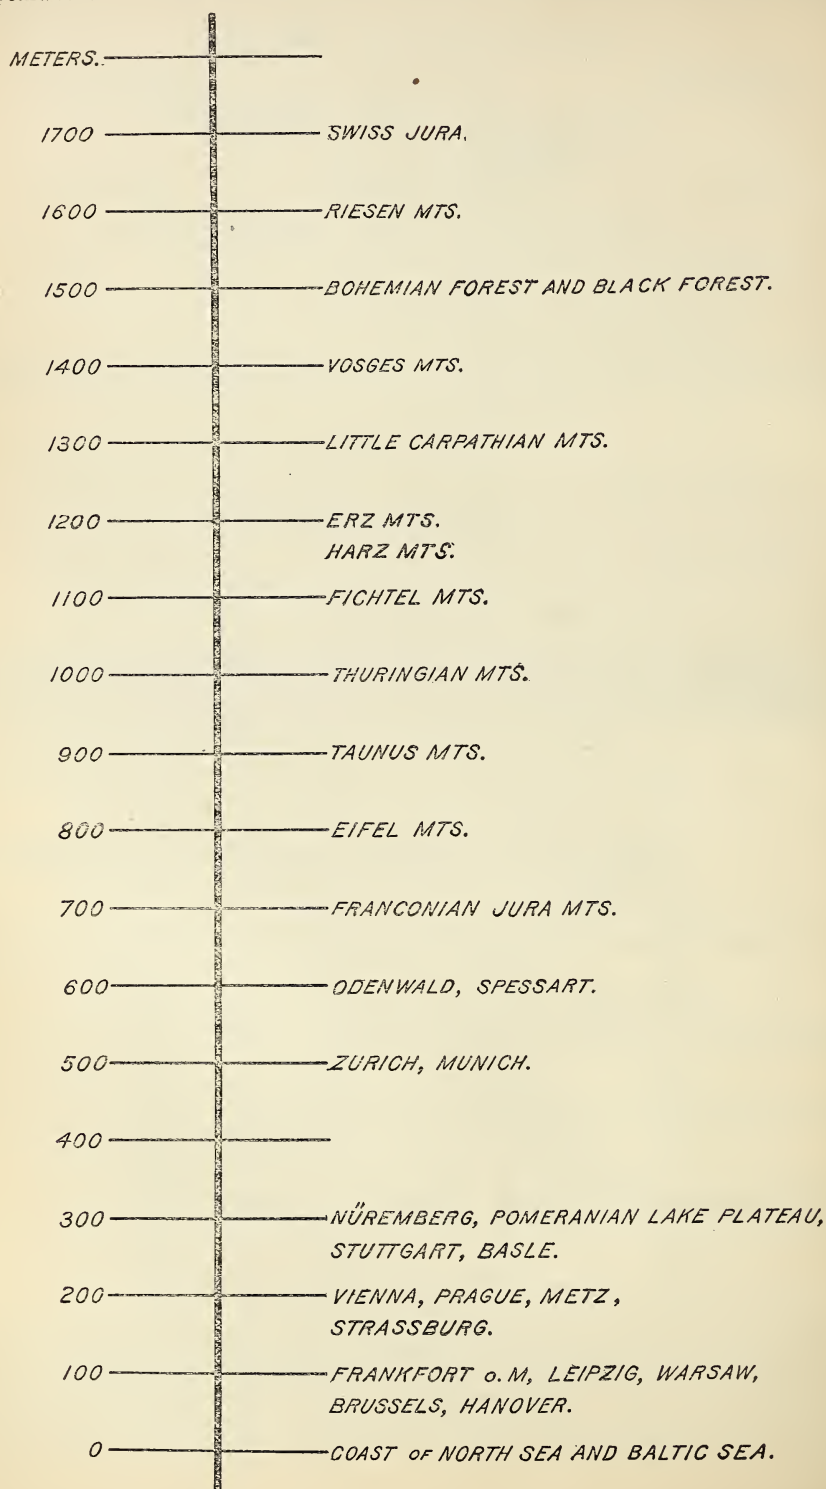 METERS.
1700 SWISS JURA.
1600 RIESEN MTS.
1500 BOHEMIAN FOREST AND BLACK FOREST.
1400 VOSGES MTS.
1300 LITTLE CARPATHIAN MTS.
1200 ERZ MTS.
HARZ MTS.
1100 FICHTEL MTS.
1000 THURINGIAN MTS.
900 TAUNUS MTS.
800 EIFEL MTS.
700 FRANCONIAN JURA MTS.
600 ODENWALD, SPESSART.
500 ZURICH, MUNICH.
400
300 NÜREMBERG, POMERANIAN LAKE PLATEAU,
STUTTGART, BASLE.
200 VIENNA, PRAGUE, METZ,
STRASSBURG.
100 FRANKFORT o. M, LEIPZIG, WARSAW,
BRUSSELS, HANOVER.
0 COAST OF NORTH SEA AND BALTIC SEA.